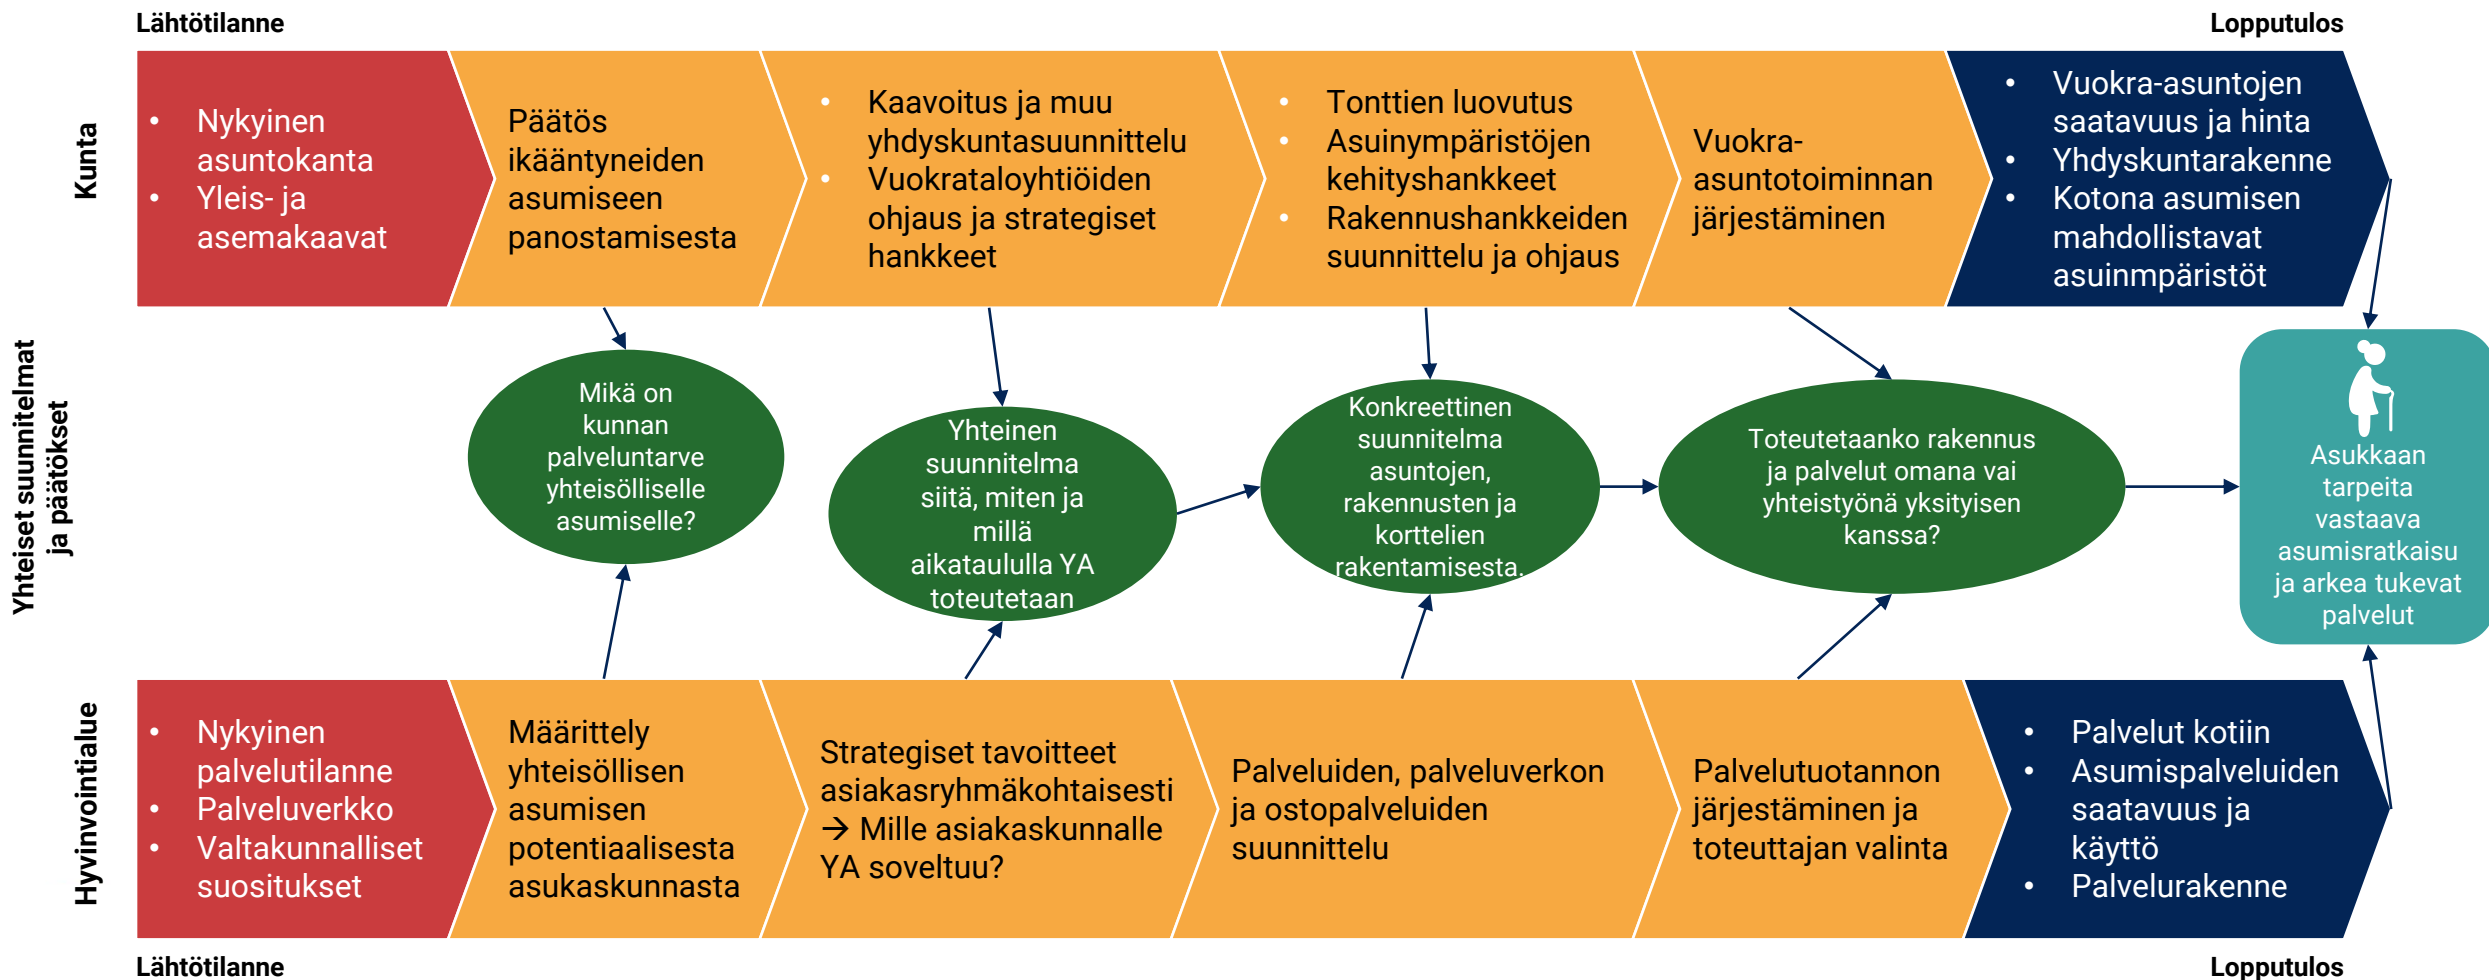 Lähtötilanne
Lopputulos
Kunta
• Nykyinen
asuntokanta
• Yleis- ja
asemakaavat
Päätös
ikääntyneiden
asumiseen
panostamisesta
• Kaavoitus ja muu
yhdyskuntasuunnittelu
• Vuokrataloyhtiöiden
ohjaus ja strategiset
hankkeet
• Tonttien luovutus
• Asuinympäristöjen
kehityshankkeet
• Rakennushankkeiden
suunnittelu ja ohjaus
Vuokra-
asuntotoiminnan
järjestäminen
• Vuokra-asuntojen
saatavuus ja hinta
• Yhdyskuntarakenne
• Kotona asumisen
mahdollistavat
asuinmpäristöt
Yhteiset suunnitelmat
ja päätökset
Mikä on
kunnan
palveluntarve
yhteisölliselle
asumiselle?
Yhteinen
suunnitelma
siitä, miten ja
millä
aikataululla YA
toteutetaan
Konkreettinen
suunnitelma
asuntojen,
rakennusten ja
korttelien
rakentamisesta.
Toteutetaanko rakennus
ja palvelut omana vai
yhteistyönä yksityisen
kanssa?
Asukkaan
tarpeita
vastaava
asumisratkaisu
ja arkea tukevat
palvelut
Hyvinvointialue
• Nykyinen
palvelutilanne
• Palveluverkko
• Valtakunnalliset
suositukset
Määrittely
yhteisöllisen
asumisen
potentiaalisesta
asukaskunnasta
Strategiset tavoitteet
asiakasryhmäkohtaisesti
→ Mille asiakaskunnalle
YA soveltuu?
Palveluiden, palveluverkon
ja ostopalveluiden
suunnittelu
Palvelutuotannon
järjestäminen ja
toteuttajan valinta
• Palvelut kotiin
• Asumispalveluiden
saatavuus ja
käyttö
• Palvelurakenne
Lähtötilanne
Lopputulos